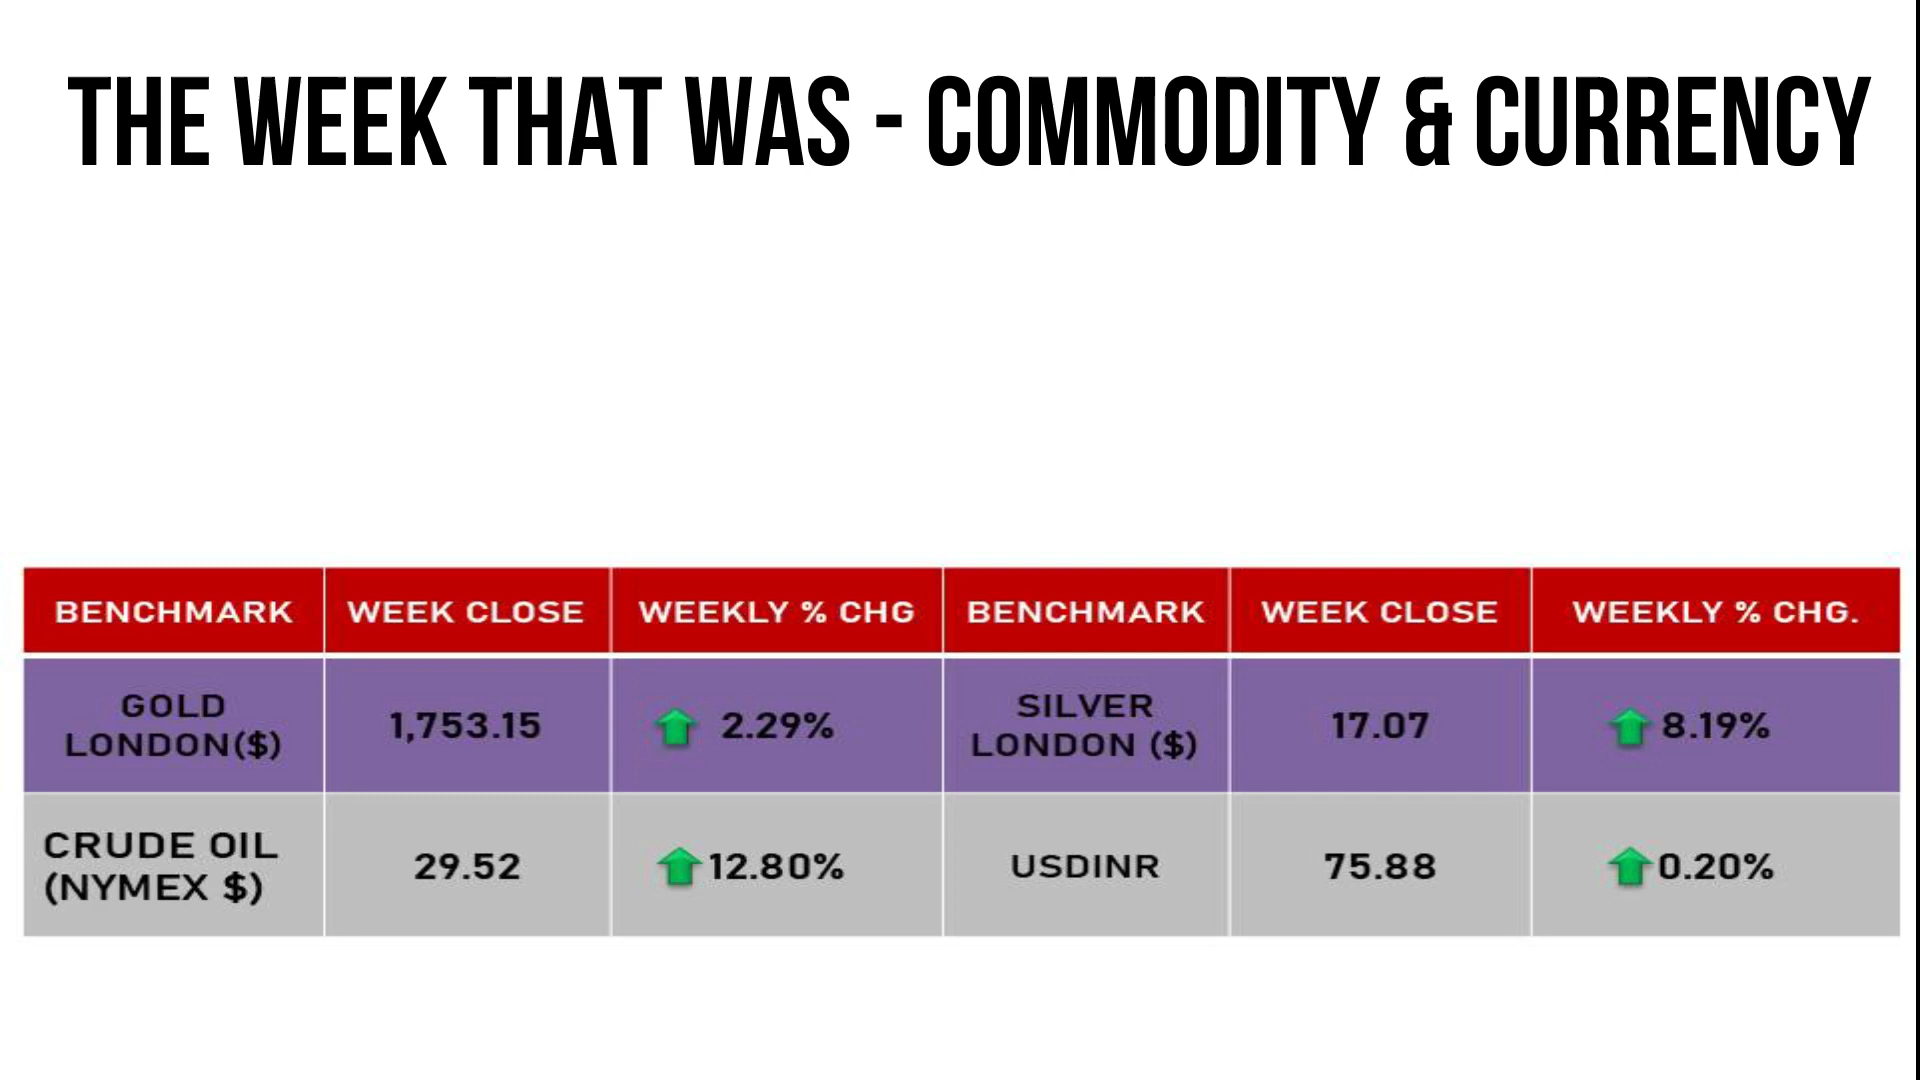 THE WEEK THAT WAS - COMMODITY & CURRENCY
BENCHMARK WEEK CLOSE WEEKLY % CHG BENCHMARK WEEK CLOSE WEEKLY % CHG.
GOLD
LONDON($) 1,753.15 2.29% SILVER
LONDON ($) 17.07 8.19%
CRUDE OIL
(NYMEX $) 29.52 12.80% USDINR 75.88 0.20%